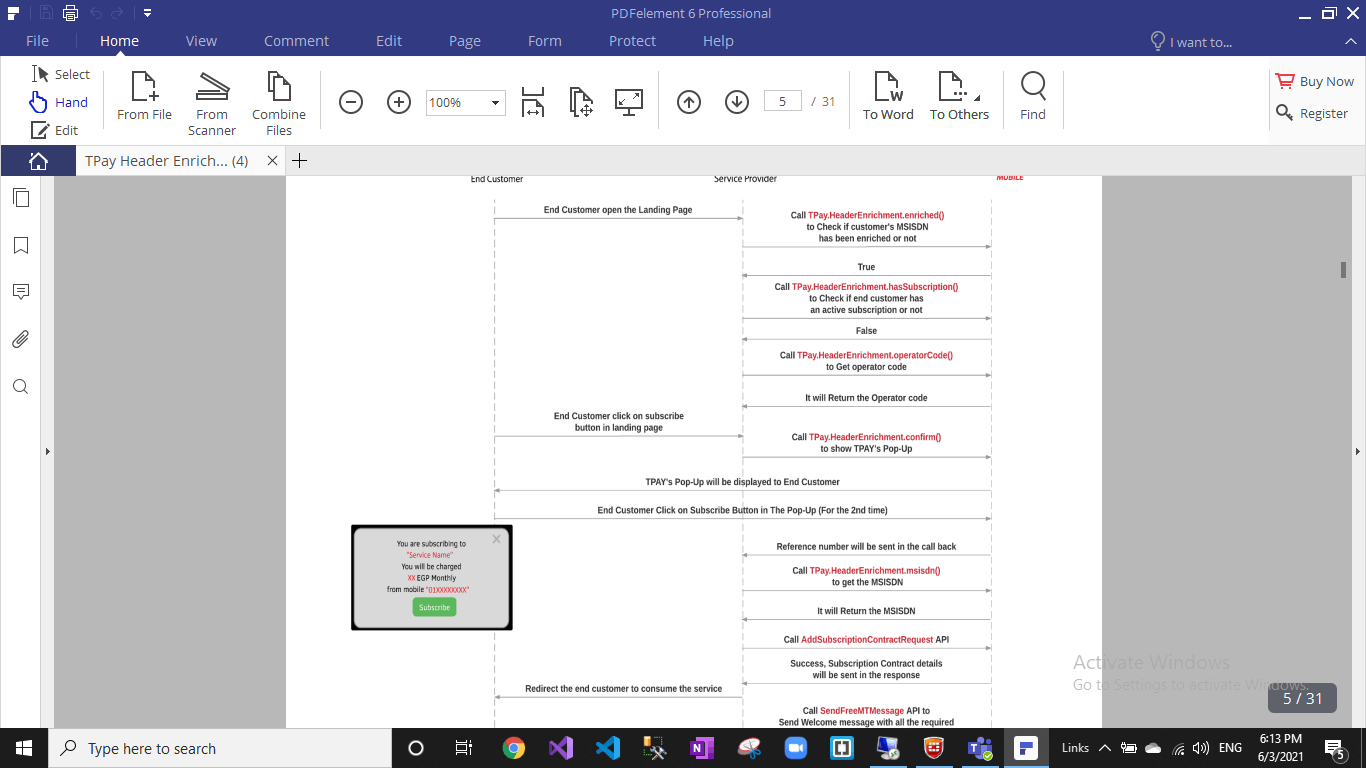 PDFelement 6 Professional
File
Home
View
Comment
Edit
Page
Form
Protect
Help
I want to...
Select
Hand
Edit
From File
From
Scanner
Combine
Files
100%
5 / 31
To Word
To Others
Find
Buy Now
Register
TPay Header Enrich... (4)
End Customer
Service Provider
MOBILE
End Customer open the Landing Page
Call TPay.HeaderEnrichment.enriched()
to Check if customer's MSISDN
has been enriched or not
True
Call TPay.HeaderEnrichment.hasSubscription()
to Check if end customer has
an active subscription or not
False
Call TPay.HeaderEnrichment.operatorCode()
to Get operator code
It will Return the Operator code
End Customer click on subscribe
button in landing page
Call TPay.HeaderEnrichment.confirm()
to show TPAY's Pop-Up
TPAY's Pop-Up will be displayed to End Customer
End Customer Click on Subscribe Button in The Pop-Up (For the 2nd time)
You are subscribing to
"Service Name"
You will be charged
XX EGP Monthly
from mobile "01XXXXXXXX"
Subscribe
Reference number will be sent in the call back
Call TPay.HeaderEnrichment.msisdn()
to get the MSISDN
It will Return the MSISDN
Call AddSubscriptionContractRequest API
Success, Subscription Contract details
will be sent in the response
Redirect the end customer to consume the service
Call SendFreeMTMessage API to
Send Welcome message with all the required
Activate Windows
Go to Settings to activate Windows.
5 / 31
Type here to search
Links
ENG
6:13 PM
6/3/2021
5